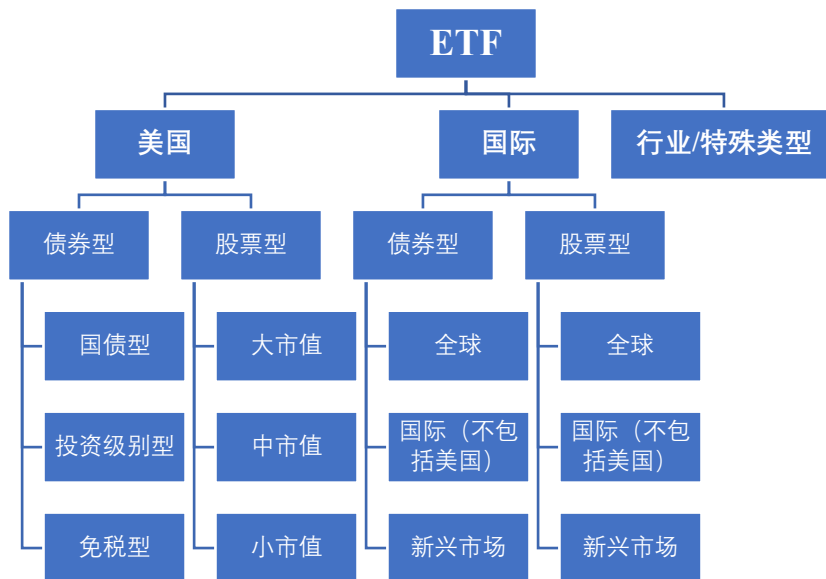 ETF
美国
国际
行业/特殊类型
债券型
股票型
债券型
股票型
国债型
大市值
全球
全球
投资级别型
中市值
国际（不包
括美国）
国际（不包
括美国）
免税型
小市值
新兴市场
新兴市场